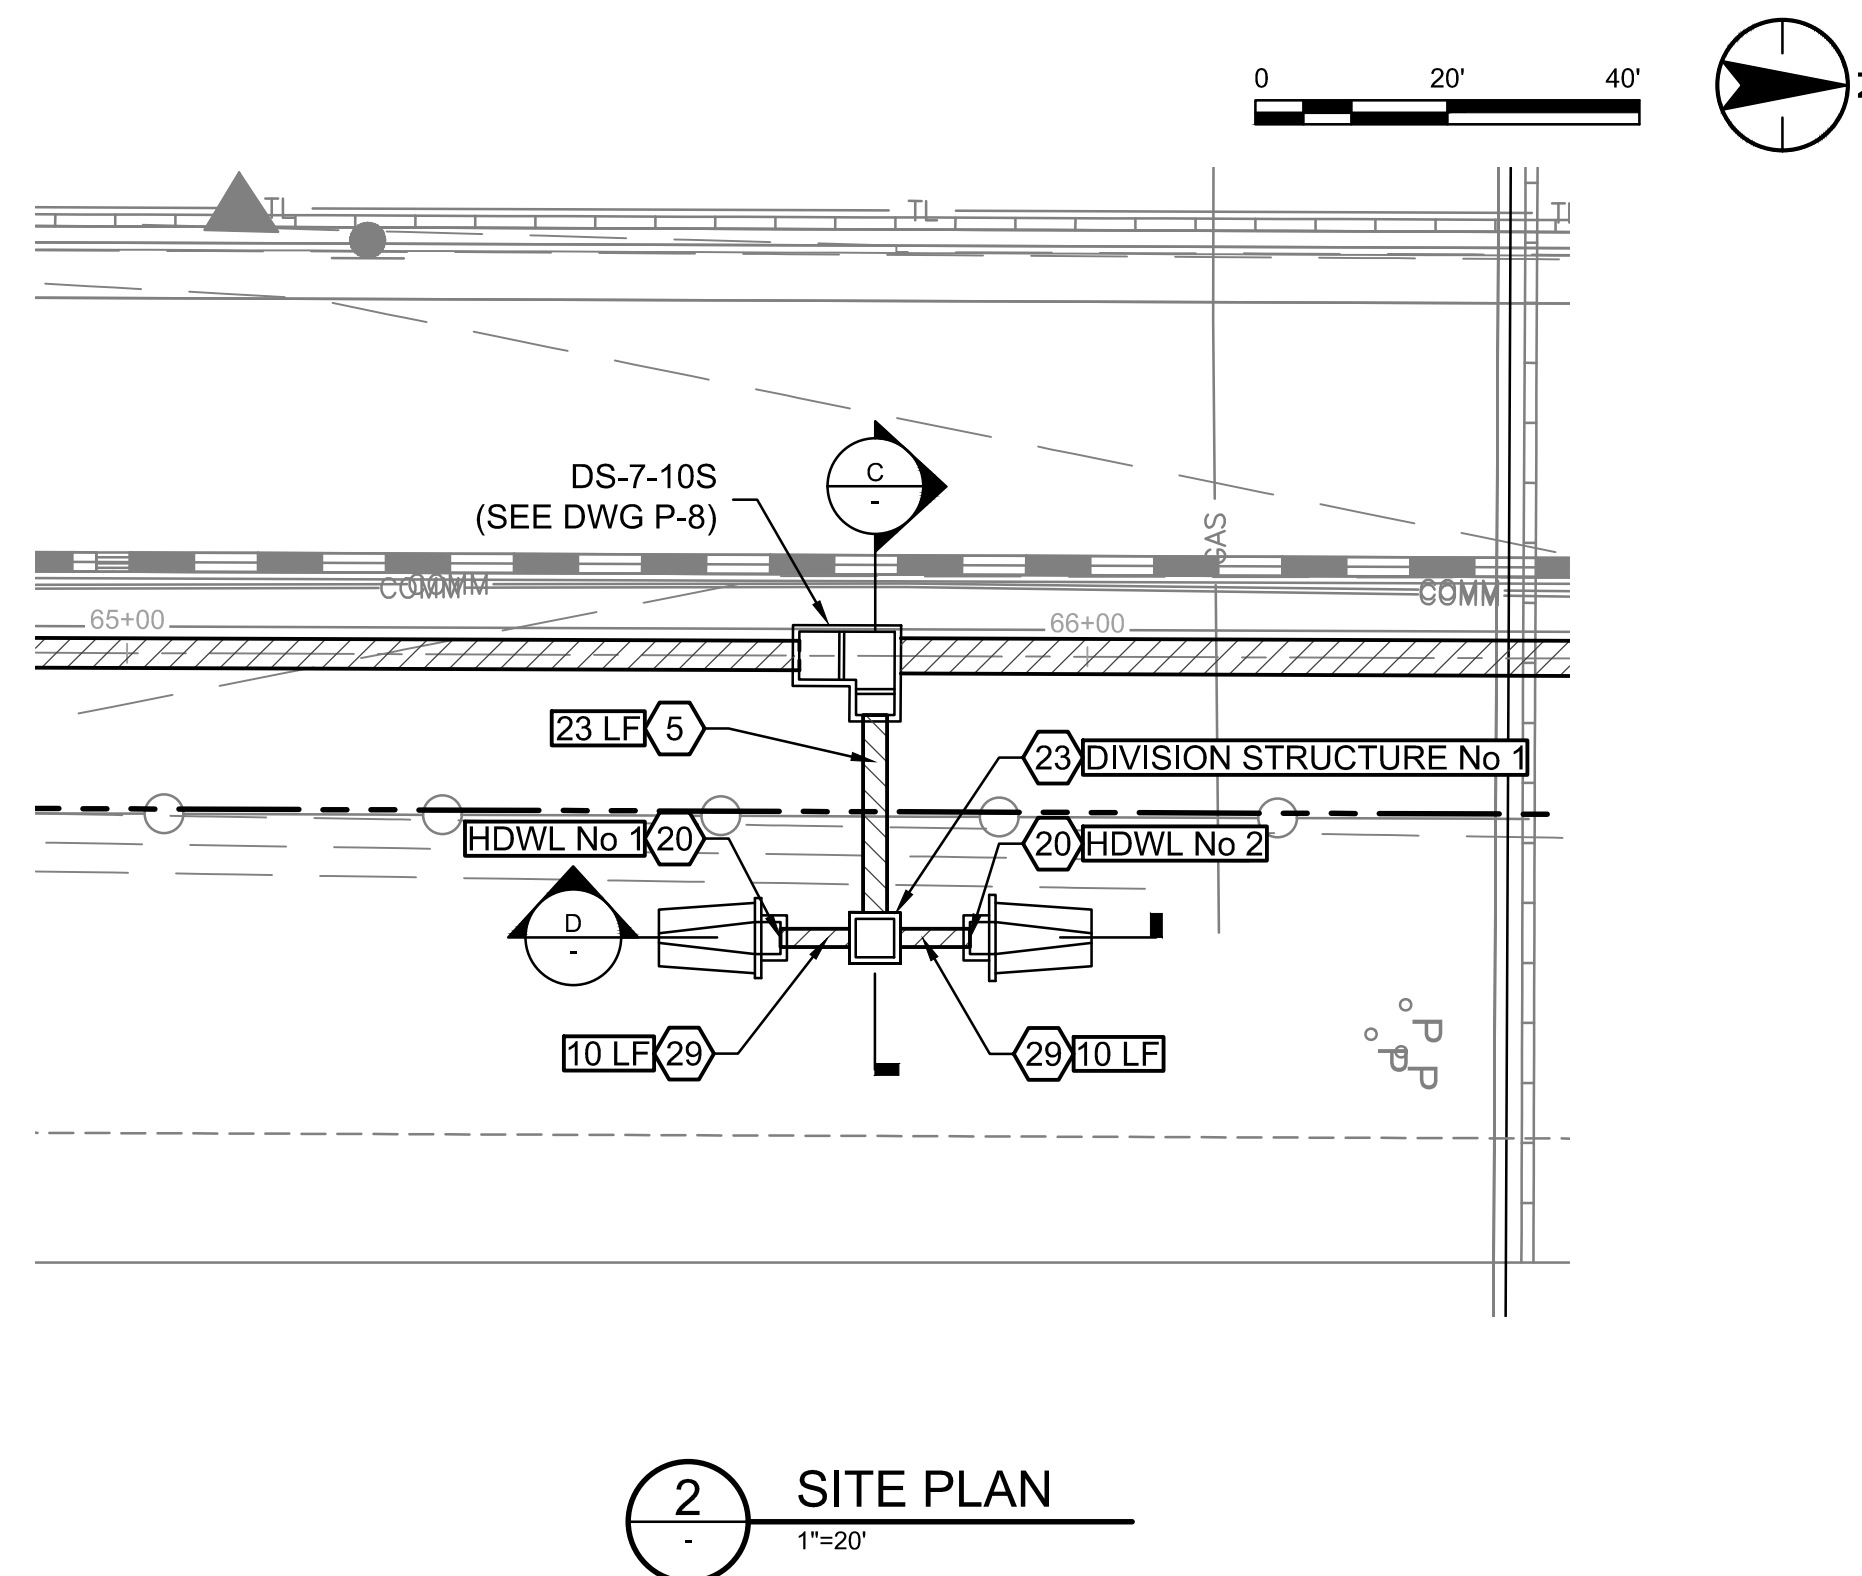 0 20' 40'
TL
TL
DS-7-10S
(SEE DWG P-8)
C
-
GAS
COMM
COMM
COMM
COMM
65+00
66+00
23 LF 5
23 DIVISION STRUCTURE No 1
HDWL No 1 20
20 HDWL No 2
D
-
10 LF 29
29 10 LF
P
P
P
2
-
SITE PLAN
1"=20'